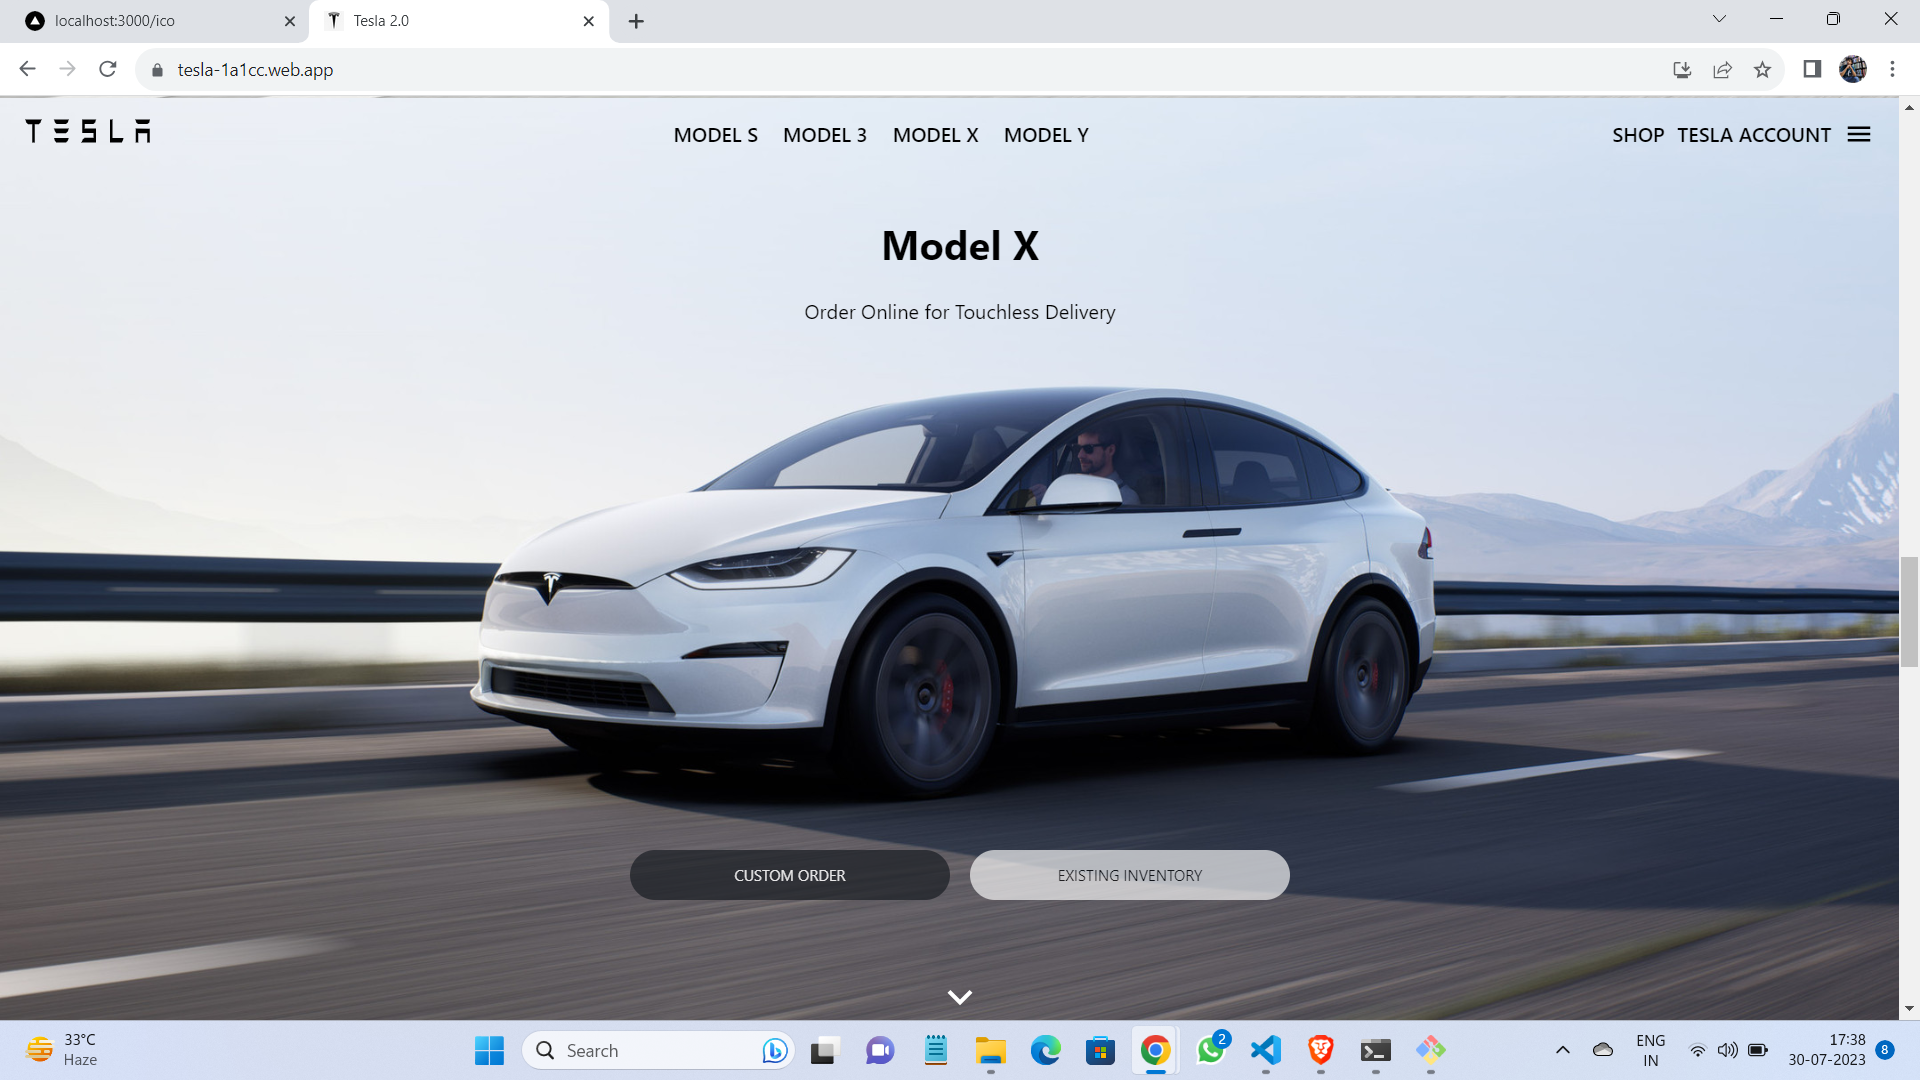 localhost:3000/ico
Tesla 2.0
tesla-1a1cc.web.app
TESLA
MODEL S MODEL 3 MODEL X MODEL Y
SHOP TESLA ACCOUNT
Model X
Order Online for Touchless Delivery
CUSTOM ORDER
EXISTING INVENTORY
33°C
Haze
Search
2
ENG
IN
17:38
30-07-2023
8